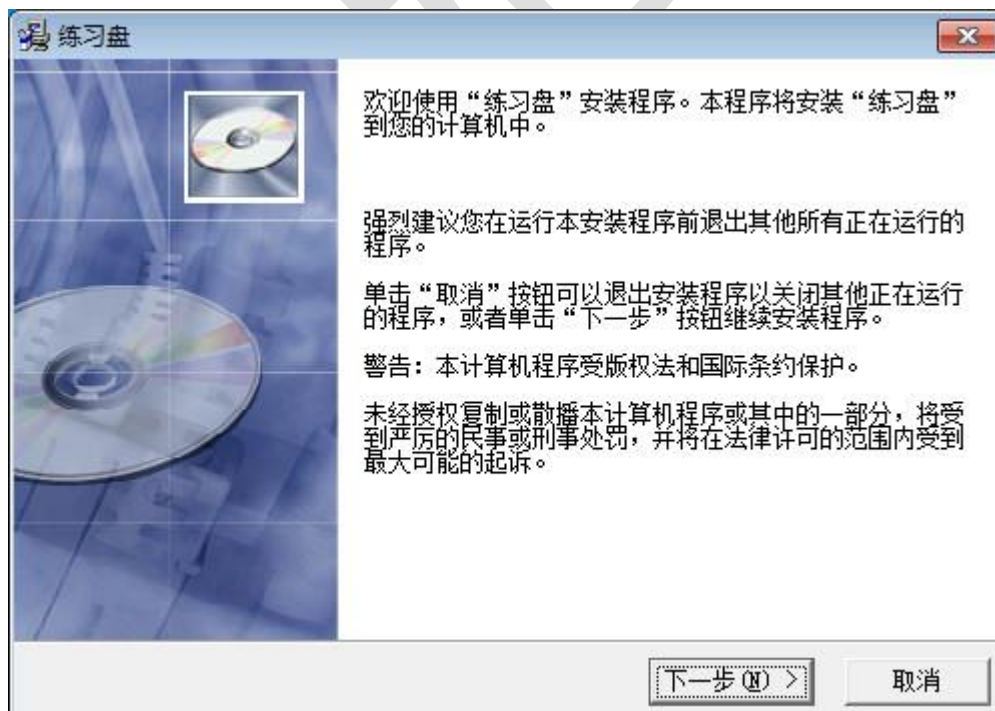 练习盘
欢迎使用“练习盘”安装程序。本程序将安装“练习盘”
到您的计算机中。
强烈建议您在运行本安装程序前退出其他所有正在运行的
程序。
单击“取消”按钮可以退出安装程序以关闭其他正在运行
的程序，或者单击“下一步”按钮继续安装程序。
警告：本计算机程序受版权法和国际条约保护。
未经授权复制或散播本计算机程序或其中的一部分，将受
到严厉的民事或刑事处罚，并将在法律许可的范围内受到
最大可能的起诉。
下一步(N) >
取消